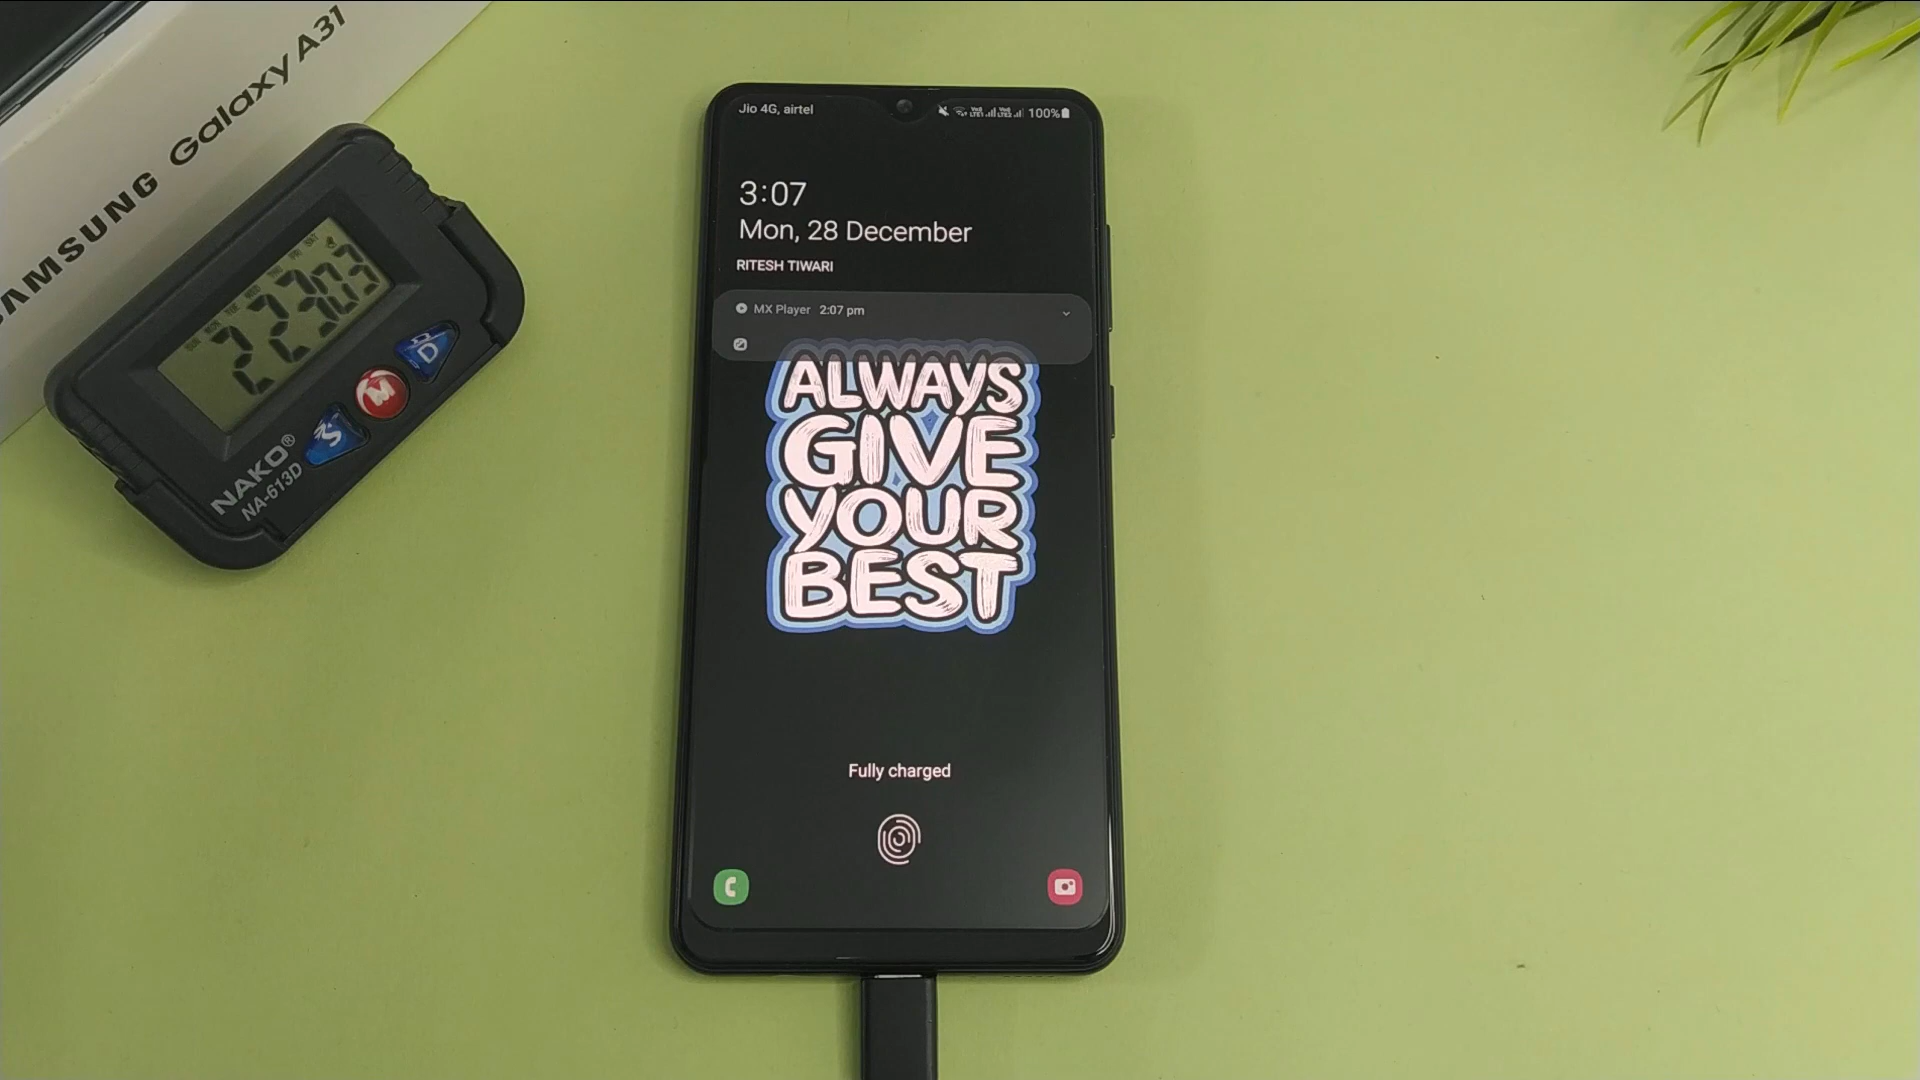 SAMSUNG Galaxy A31
NAKO®
NA-613D
S
M
D
Jio 4G, airtel
100%
3:07
Mon, 28 December
RITESH TIWARI
MX Player 2:07 pm
ALWAYS
GIVE
YOUR
BEST
Fully charged